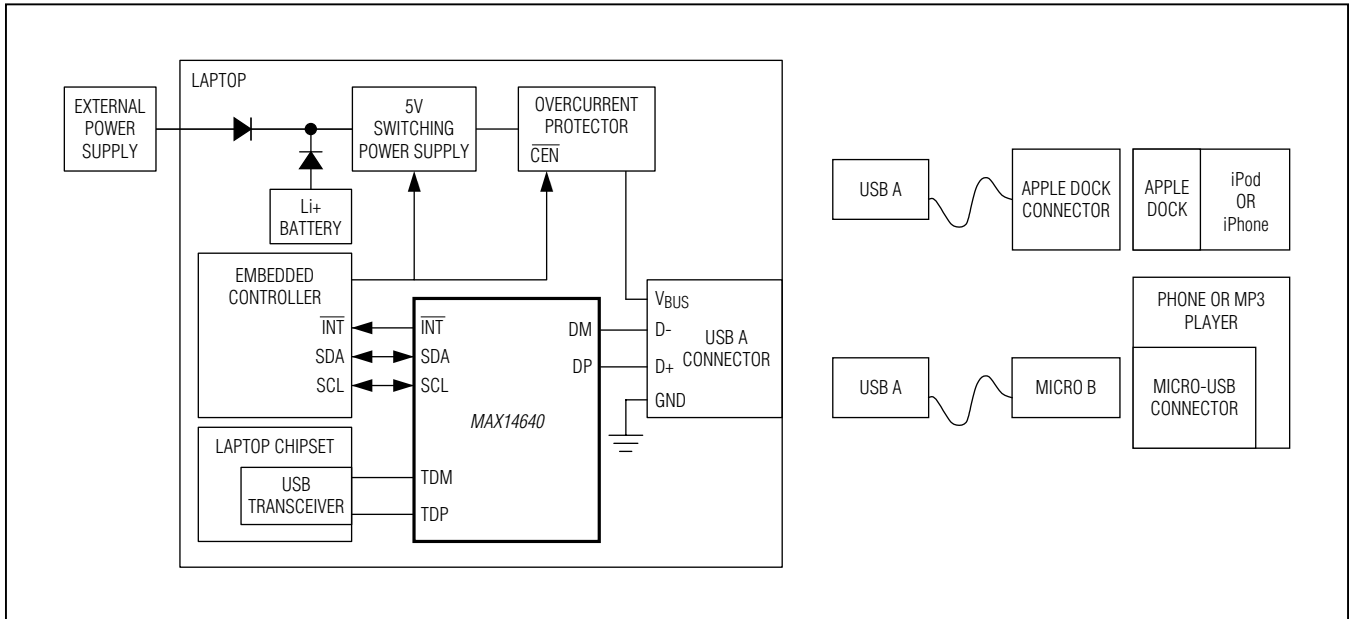 LAPTOP
EXTERNAL
POWER
SUPPLY
5V
SWITCHING
POWER SUPPLY
OVERCURRENT
PROTECTOR
CEN
Li+
BATTERY
EMBEDDED
CONTROLLER
INT
SDA
SCL
INT
SDA
SCL
DM
DP
MAX14640
TDM
TDP
LAPTOP CHIPSET
USB
TRANSCEIVER
VBUS
D-
D+
GND
USB A
CONNECTOR
USB A
APPLE DOCK
CONNECTOR
APPLE
DOCK
iPod
OR
iPhone
USB A
MICRO B
PHONE OR MP3
PLAYER
MICRO-USB
CONNECTOR